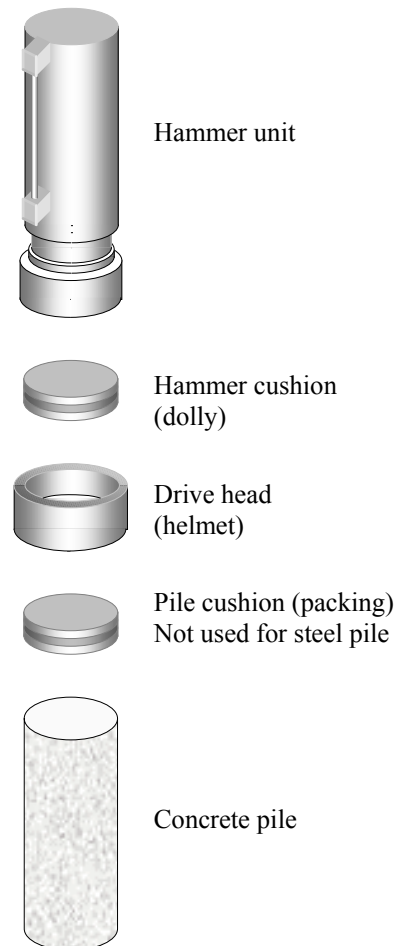 Hammer unit
Hammer cushion
(dolly)
Drive head
(helmet)
Pile cushion (packing)
Not used for steel pile
Concrete pile